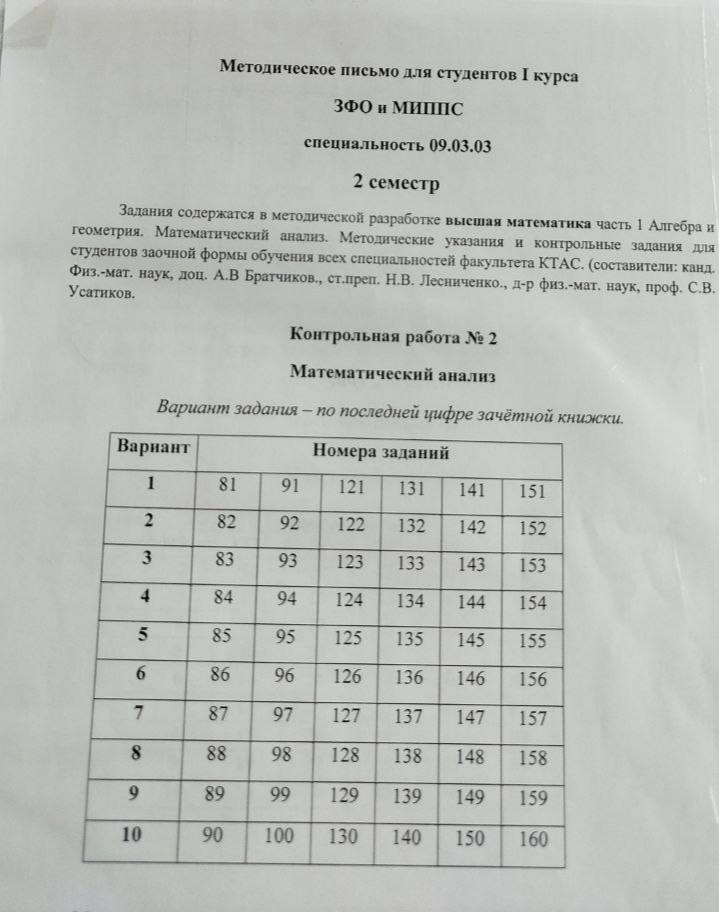 Методическое письмо для студентов I курса
ЗФО и МИППС
специальность 09.03.03
2 семестр
Задания содержатся в методической разработке высшая математика часть 1 Алгебра и
геометрия. Математический анализ. Методические указания и контрольные задания для
студентов заочной формы обучения всех специальностей факультета КТАС. (составители: канд.
Физ.-мат. наук, доц. А.В Братчиков., ст.преп. Н.В. Лесниченко., д-р физ.-мат. наук, проф. С.В.
Усатиков.
Контрольная работа № 2
Математический анализ
Вариант задания – по последней цифре зачётной книжки.
Вариант Номера заданий
1 81 91 121 131 141 151
2 82 92 122 132 142 152
3 83 93 123 133 143 153
4 84 94 124 134 144 154
5 85 95 125 135 145 155
6 86 96 126 136 146 156
7 87 97 127 137 147 157
8 88 98 128 138 148 158
9 89 99 129 139 149 159
10 90 100 130 140 150 160